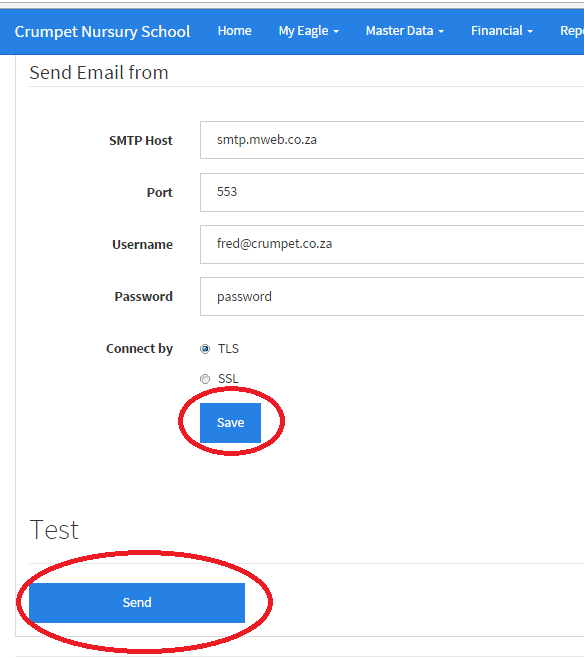 Crumpet Nursury School Home My Eagle Master Data Financial Repo
Send Email from
SMTP Host smtp.mweb.co.za
Port 553
Username fred@crumpet.co.za
Password password
Connect by TLS
SSL
Save
Test
Send